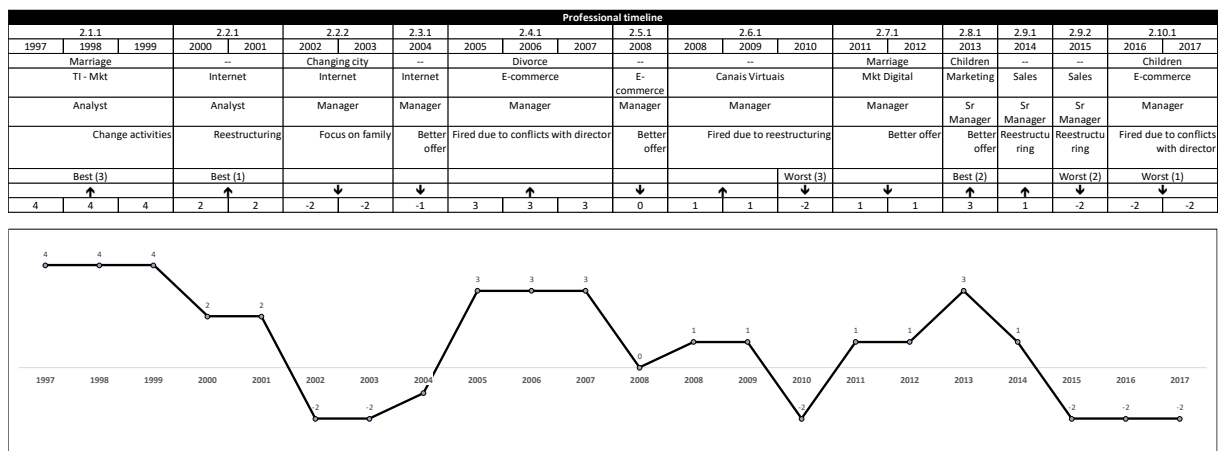 Professional timeline
2.1.1 2.2.1 2.2.2 2.3.1 2.4.1 2.5.1 2.6.1 2.7.1 2.8.1 2.9.1 2.9.2 2.10.1
1997 1998 1999 2000 2001 2002 2003 2004 2005 2006 2007 2008 2008 2009 2010 2011 2012 2013 2014 2015 2016 2017
Marriage -- Changing city -- Divorce -- -- Marriage Children -- -- Children
TI - Mkt Internet Internet Internet E-commerce E-commerce Canais Virtuais Mkt Digital Marketing Sales Sales E-commerce
Analyst Analyst Manager Manager Manager Manager Manager Manager Sr Manager Sr Manager Sr Manager Manager
Change activities Reestructuring Focus on family Better offer Fired due to conflicts with director Better offer Fired due to reestructuring Better offer Better offer Reestructuring Reestructuring Fired due to conflicts with director
Best (3) Best (1) Worst (3) Best (2) Worst (2) Worst (1)
↑ ↑ ↓ ↓ ↑ ↓ ↑ ↓ ↓ ↑ ↑ ↓ ↓
4 4 4 2 2 -2 -2 -1 3 3 3 0 1 1 -2 1 1 3 1 -2 -2 -2
4 4 4
3 3 3 3
2 2
1 1 1 1 1
0
1997 1998 1999 2000 2001 2002 2003 2004 2005 2006 2007 2008 2008 2009 2010 2011 2012 2013 2014 2015 2016 2017
-2 -2 -2 -2 -2 -2